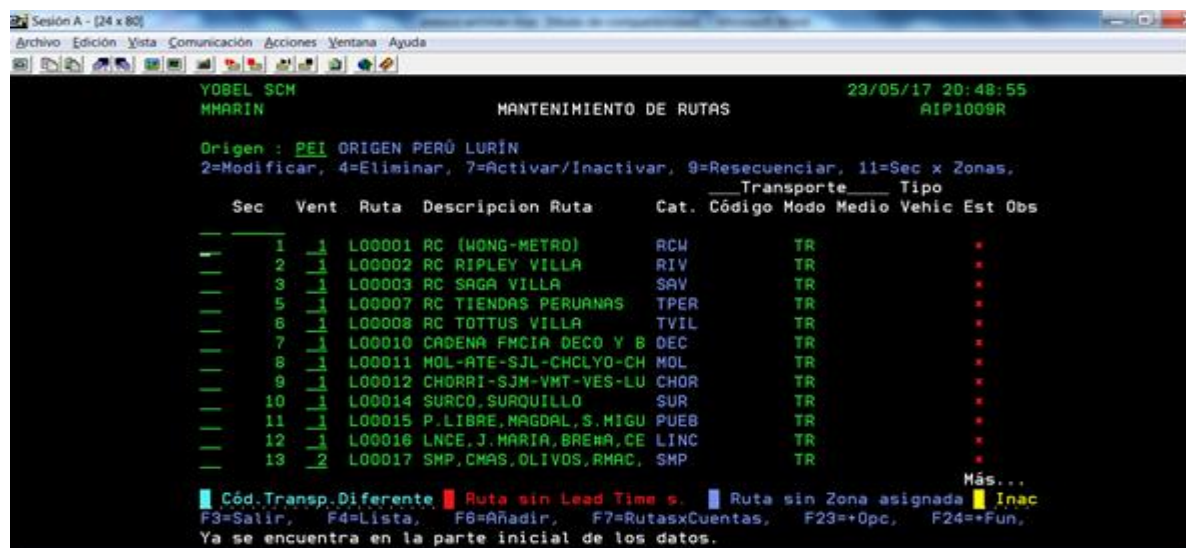 Sesión A - [24 x 80]
Archivo Edición Vista Comunicación Acciones Ventana Ayuda
YOBEL SCM 23/05/17 20:48:55
MMARIN MANTENIMIENTO DE RUTAS AIP1009R
Origen : PEI ORIGEN PERÚ LURÍN
2=Modificar, 4=Eliminar, 7=Activar/Inactivar, 9=Resecuenciar, 11=Sec x Zonas,
___Transporte____ Tipo
Sec Vent Ruta Descripcion Ruta Cat. Código Modo Medio Vehic Est Obs
1 1 L00001 RC (WONG-METRO) RCW TR *
2 1 L00002 RC RIPLEY VILLA RIV TR *
3 1 L00003 RC SAGA VILLA SAV TR *
5 1 L00007 RC TIENDAS PERUANAS TPER TR *
6 1 L00008 RC TOTTUS VILLA TVIL TR *
7 1 L00010 CADENA FMCIA DECO Y B DEC TR *
8 1 L00011 MOL-ATE-SJL-CHCLYO-CH MOL TR *
9 1 L00012 CHORRI-SJM-VMT-VES-LU CHOR TR *
10 1 L00014 SURCO,SURQUILLO SUR TR *
11 1 L00015 P.LIBRE,MAGDAL,S.MIGU PUEB TR *
12 1 L00016 LNCE,J.MARIA,BRE#A,CE LINC TR *
13 2 L00017 SMP,CMAS,OLIVOS,RMAC, SMP TR *
Más...
Cód.Transp.Diferente Ruta sin Lead Time s. Ruta sin Zona asignada Inac
F3=Salir, F4=Lista, F6=Añadir, F7=RutasxCuentas, F23=+Opc, F24=+Fun,
Ya se encuentra en la parte inicial de los datos.